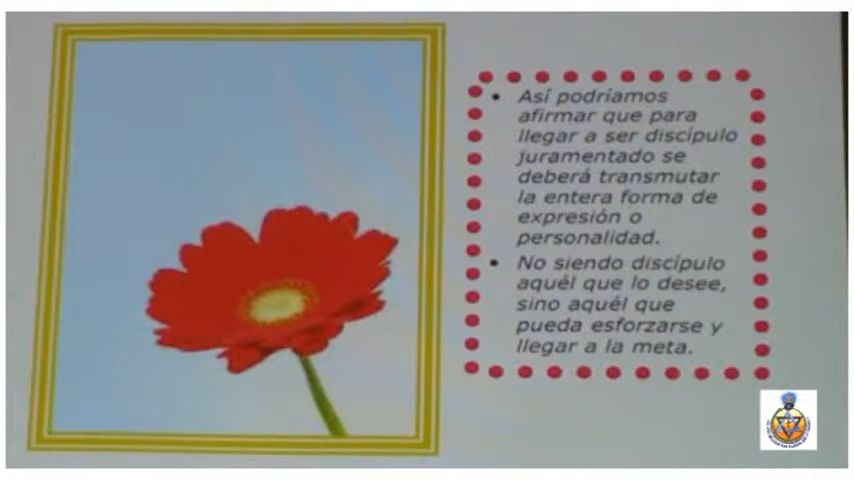 • Así podríamos
afirmar que para
llegar a ser discípulo
juramentado se
deberá transmutar
la entera forma de
expresión o
personalidad.
• No siendo discípulo
aquél que lo desee,
sino aquél que
pueda esforzarse y
llegar a la meta.